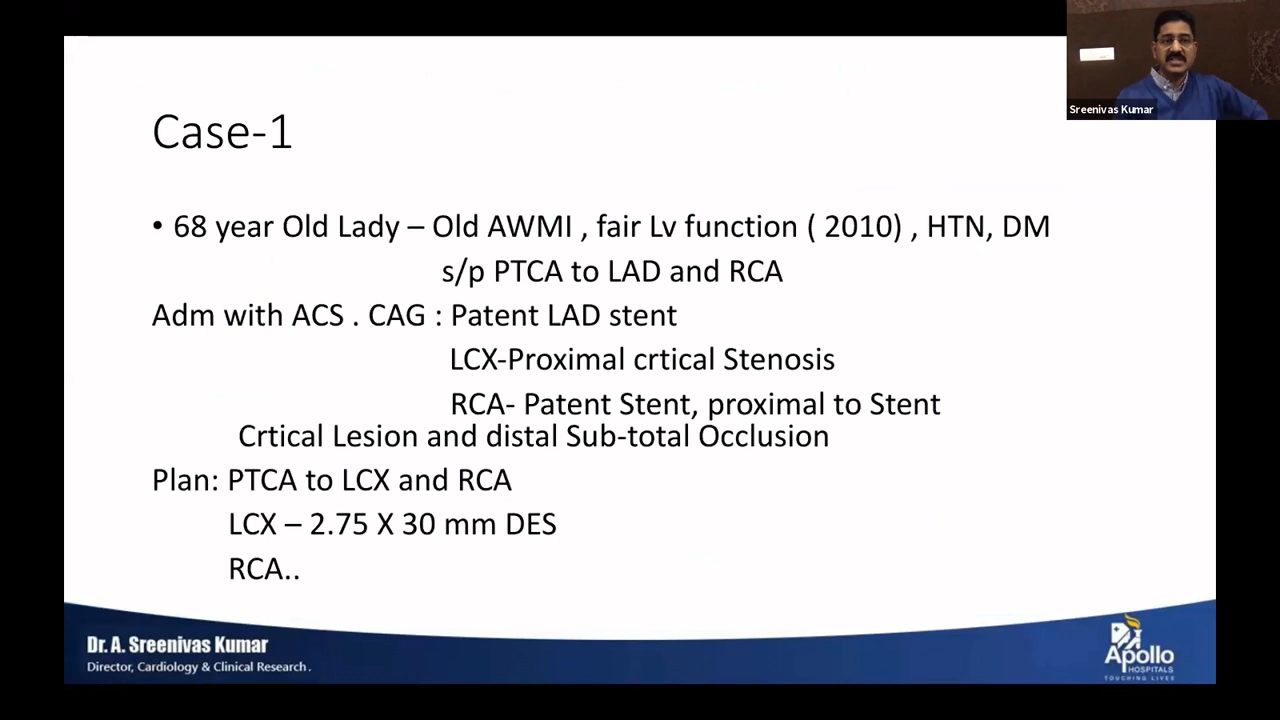 Sreenivas Kumar
Case-1
• 68 year Old Lady – Old AWMI , fair Lv function ( 2010) , HTN, DM
s/p PTCA to LAD and RCA
Adm with ACS . CAG : Patent LAD stent
LCX-Proximal crtical Stenosis
RCA- Patent Stent, proximal to Stent
Crtical Lesion and distal Sub-total Occlusion
Plan: PTCA to LCX and RCA
LCX – 2.75 X 30 mm DES
RCA..
Dr. A. Sreenivas Kumar
Director, Cardiology & Clinical Research .
Apollo
HOSPITALS
TOUCHING LIVES